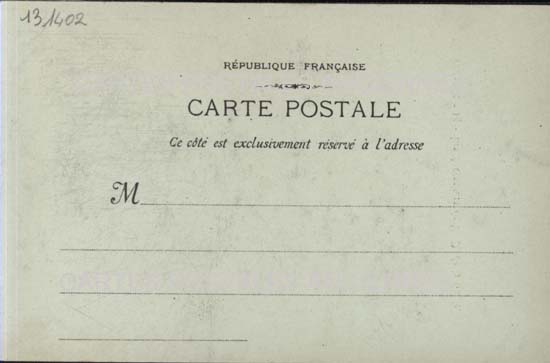 131402
RÉPUBLIQUE FRANÇAISE
CARTE POSTALE
Ce côté est exclusivement réservé à l'adresse
M